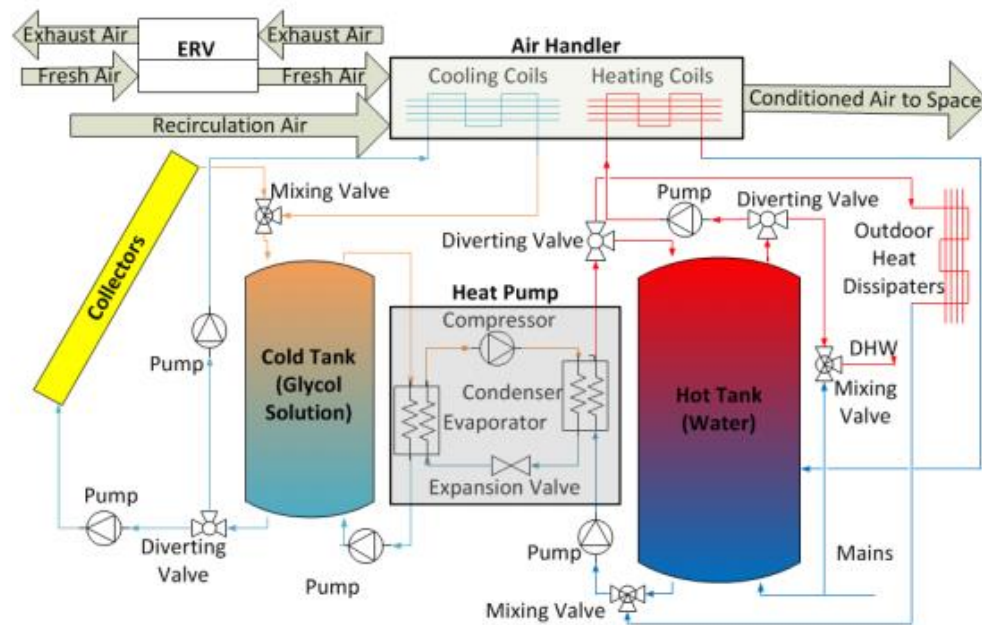 Exhaust Air
ERV
Exhaust Air
Fresh Air
Fresh Air
Air Handler
Cooling Coils
Heating Coils
Conditioned Air to Space
Recirculation Air
Mixing Valve
Pump
Diverting Valve
Diverting Valve
Outdoor
Heat
Dissipaters
Collectors
Heat Pump
Compressor
Pump
Cold Tank
(Glycol
Solution)
Condenser
Evaporator
Hot Tank
(Water)
DHW
Mixing
Valve
Expansion Valve
Pump
Diverting
Valve
Pump
Pump
Mains
Mixing Valve